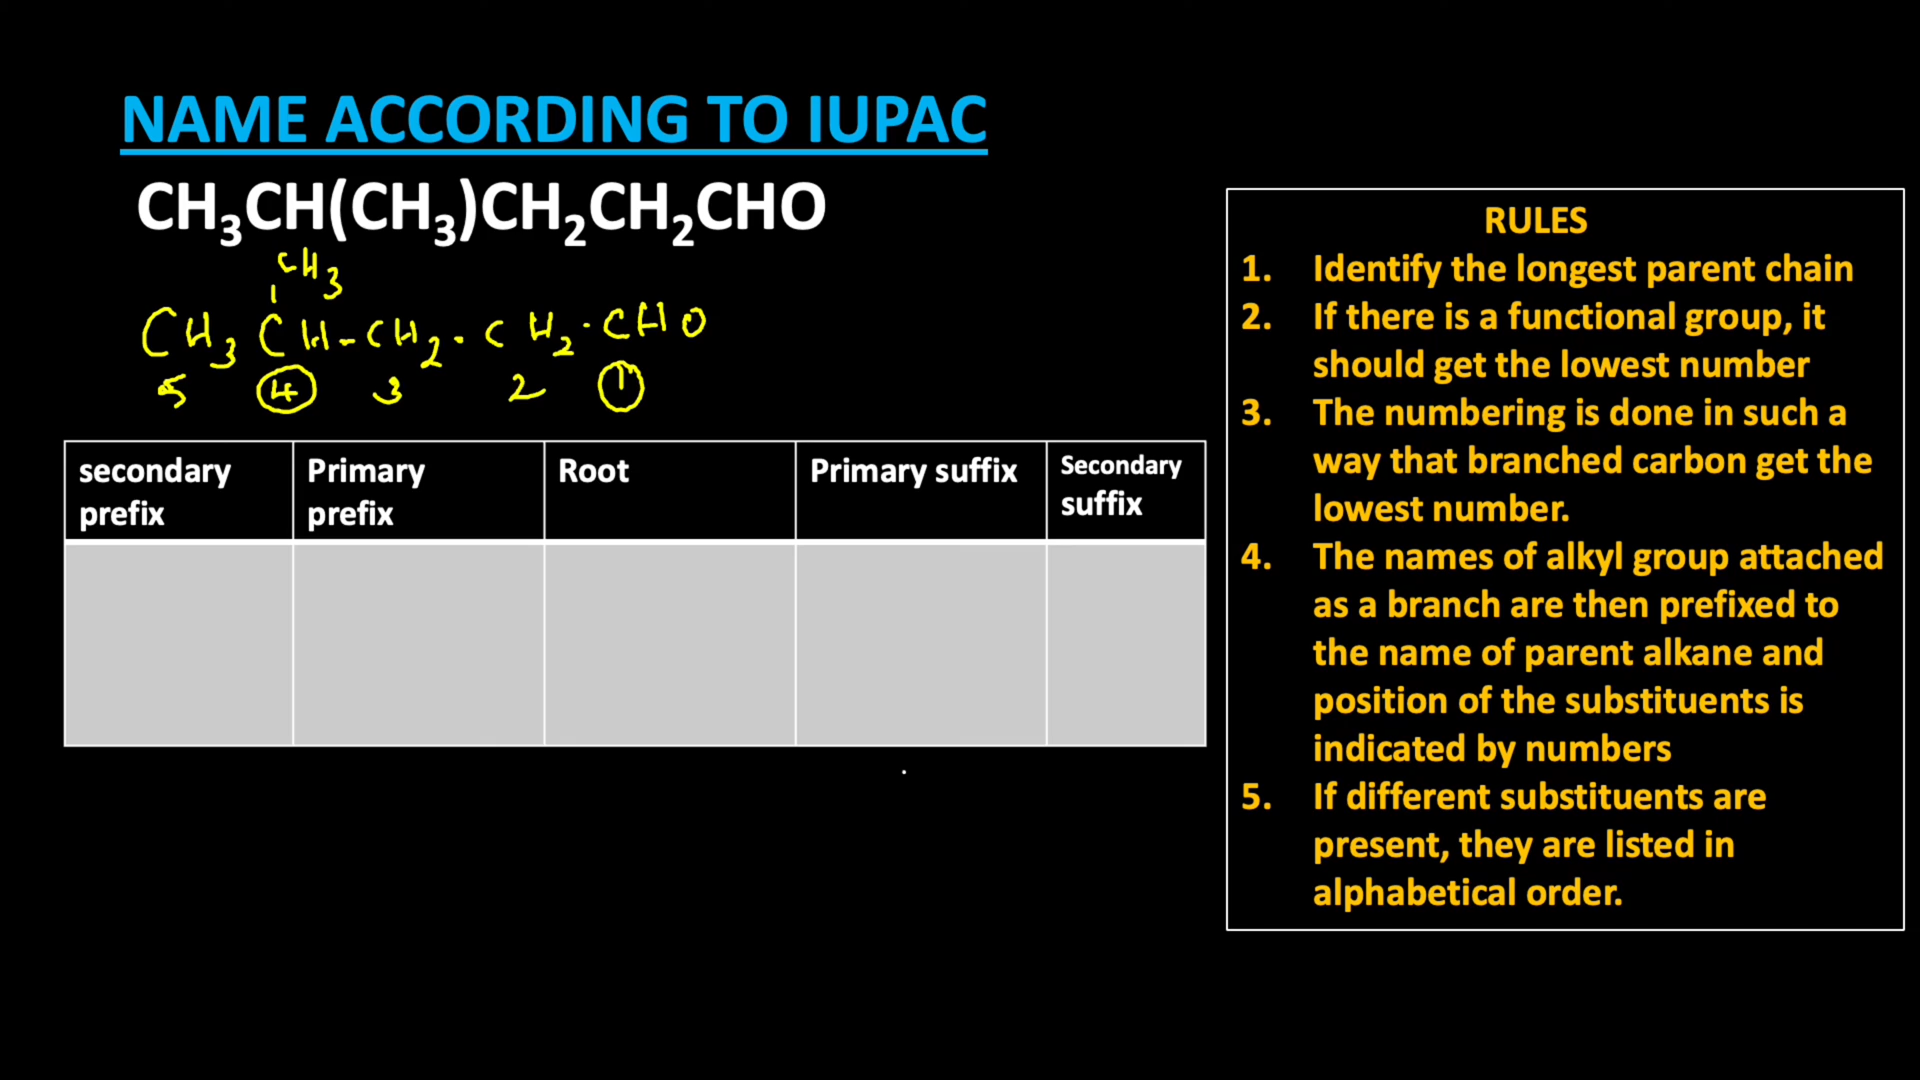 NAME ACCORDING TO IUPAC
CH₃CH(CH₃)CH₂CH₂CHO
CH₃
CH₃ CH-CH₂-CH₂-CHO
5 4 3 2 1
secondary prefix
Primary prefix
Root
Primary suffix
Secondary suffix
RULES
1. Identify the longest parent chain
2. If there is a functional group, it
should get the lowest number
3. The numbering is done in such a
way that branched carbon get the
lowest number.
4. The names of alkyl group attached
as a branch are then prefixed to
the name of parent alkane and
position of the substituents is
indicated by numbers
5. If different substituents are
present, they are listed in
alphabetical order.